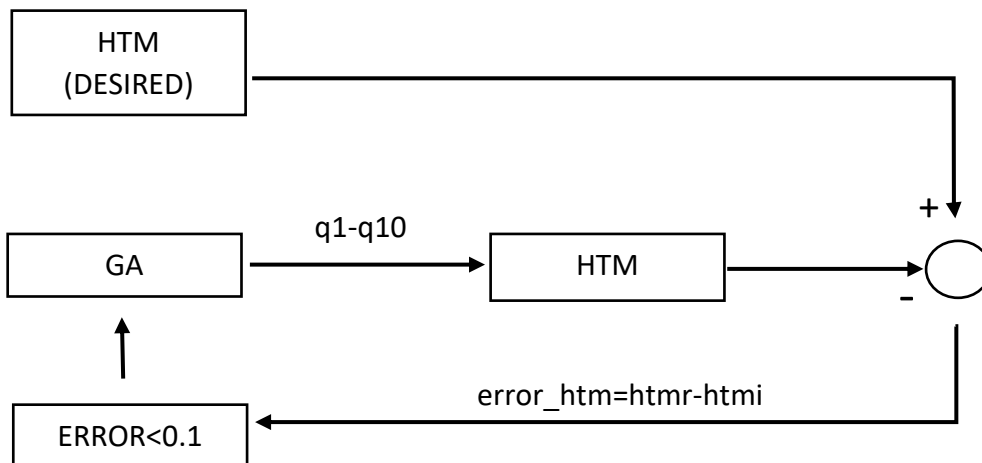 HTM
(DESIRED)
+
q1-q10
GA
HTM
-
error_htm=htmr-htmi
ERROR<0.1